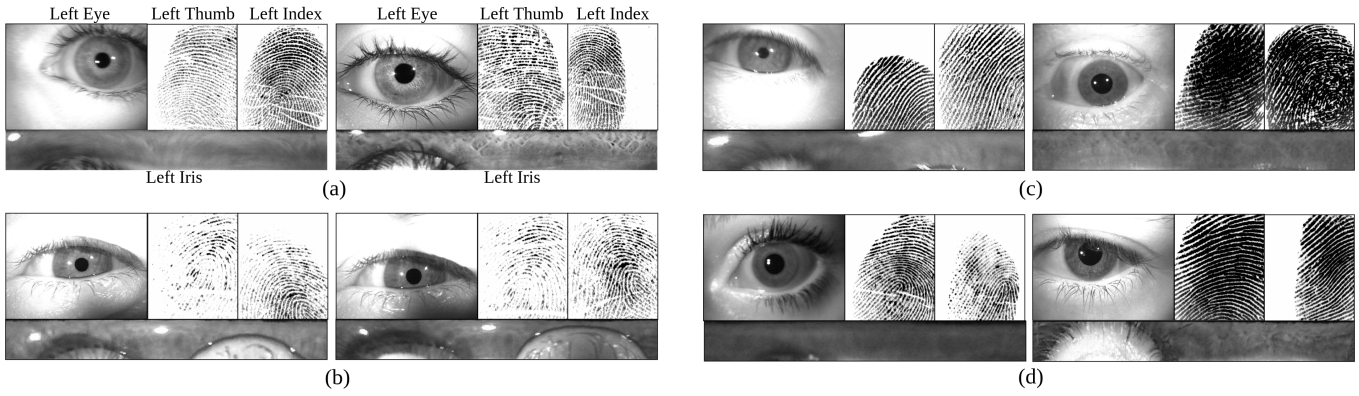 Left Eye Left Thumb Left Index Left Eye Left Thumb Left Index
Left Iris Left Iris
(a) (c)
(b) (d)